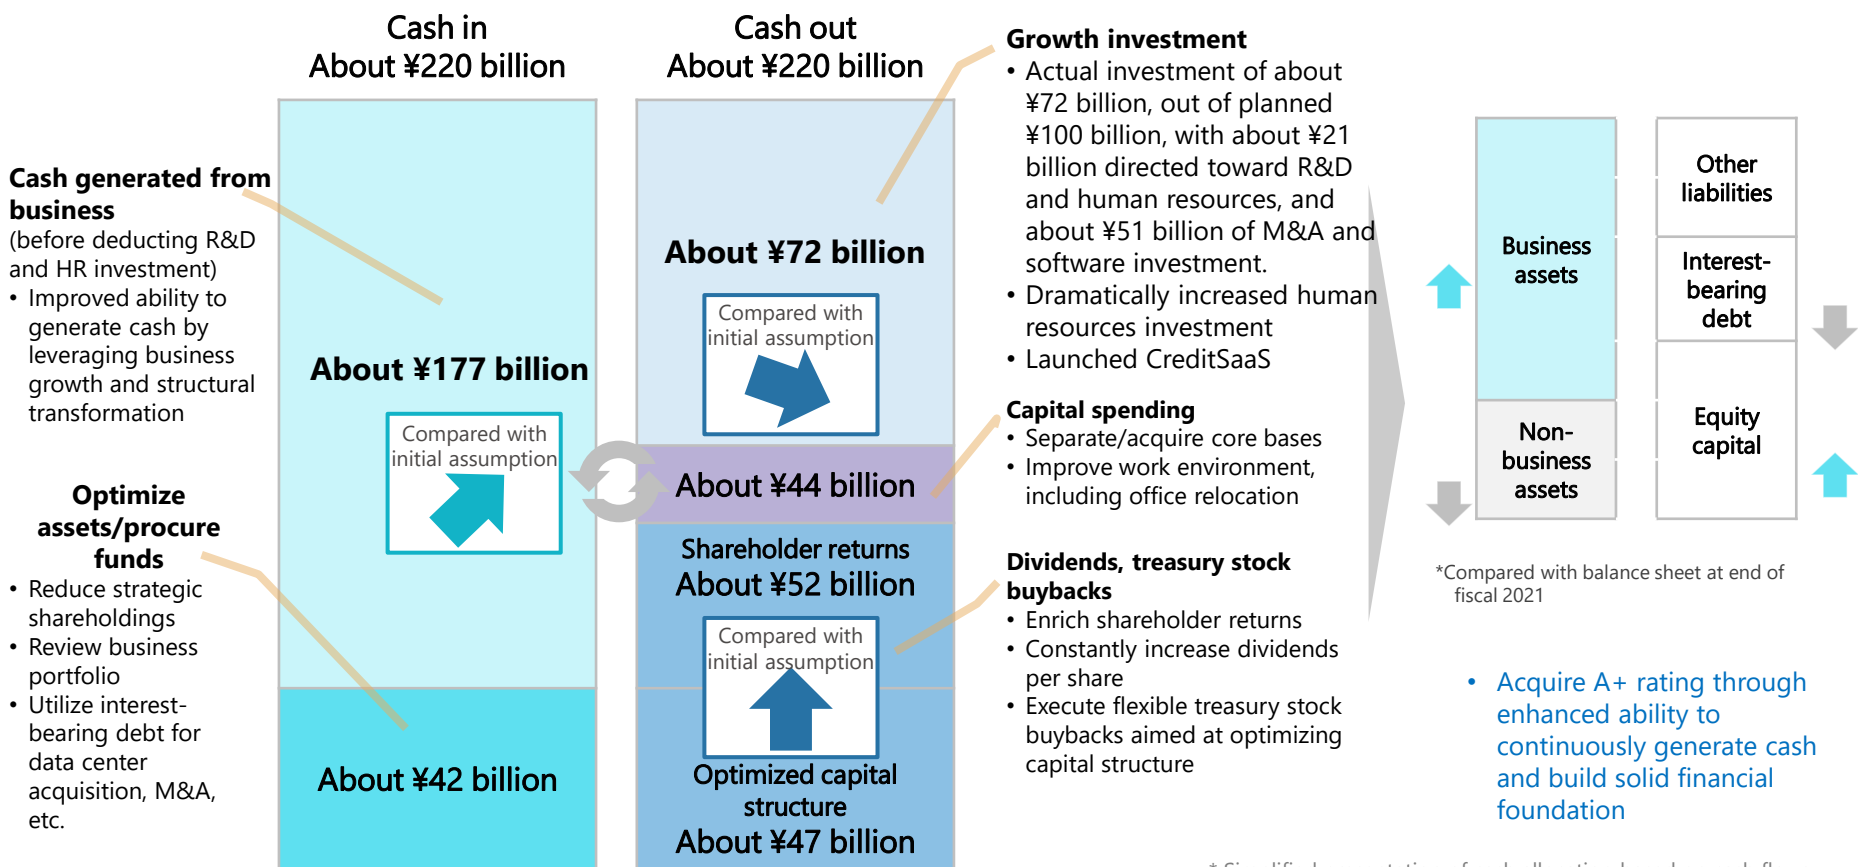 Cash in
About ¥220 billion
Cash out
About ¥220 billion
Cash generated from
business
(before deducting R&D
and HR investment)
• Improved ability to
generate cash by
leveraging business
growth and structural
transformation
Optimize
assets/procure
funds
• Reduce strategic
shareholdings
• Review business
portfolio
• Utilize interest-
bearing debt for
data center
acquisition, M&A,
etc.
About ¥177 billion
Compared with
initial assumption
About ¥42 billion
About ¥72 billion
Compared with
initial assumption
About ¥44 billion
Shareholder returns
About ¥52 billion
Compared with
initial assumption
Optimized capital
structure
About ¥47 billion
Growth investment
• Actual investment of about
¥72 billion, out of planned
¥100 billion, with about ¥21
billion directed toward R&D
and human resources, and
about ¥51 billion of M&A and
software investment.
• Dramatically increased human
resources investment
• Launched CreditSaaS
Capital spending
• Separate/acquire core bases
• Improve work environment,
including office relocation
Dividends, treasury stock
buybacks
• Enrich shareholder returns
• Constantly increase dividends
per share
• Execute flexible treasury stock
buybacks aimed at optimizing
capital structure
Business
assets
Non-
business
assets
Other
liabilities
Interest-
bearing
debt
Equity
capital
*Compared with balance sheet at end of
fiscal 2021
• Acquire A+ rating through
enhanced ability to
continuously generate cash
and build solid financial
foundation